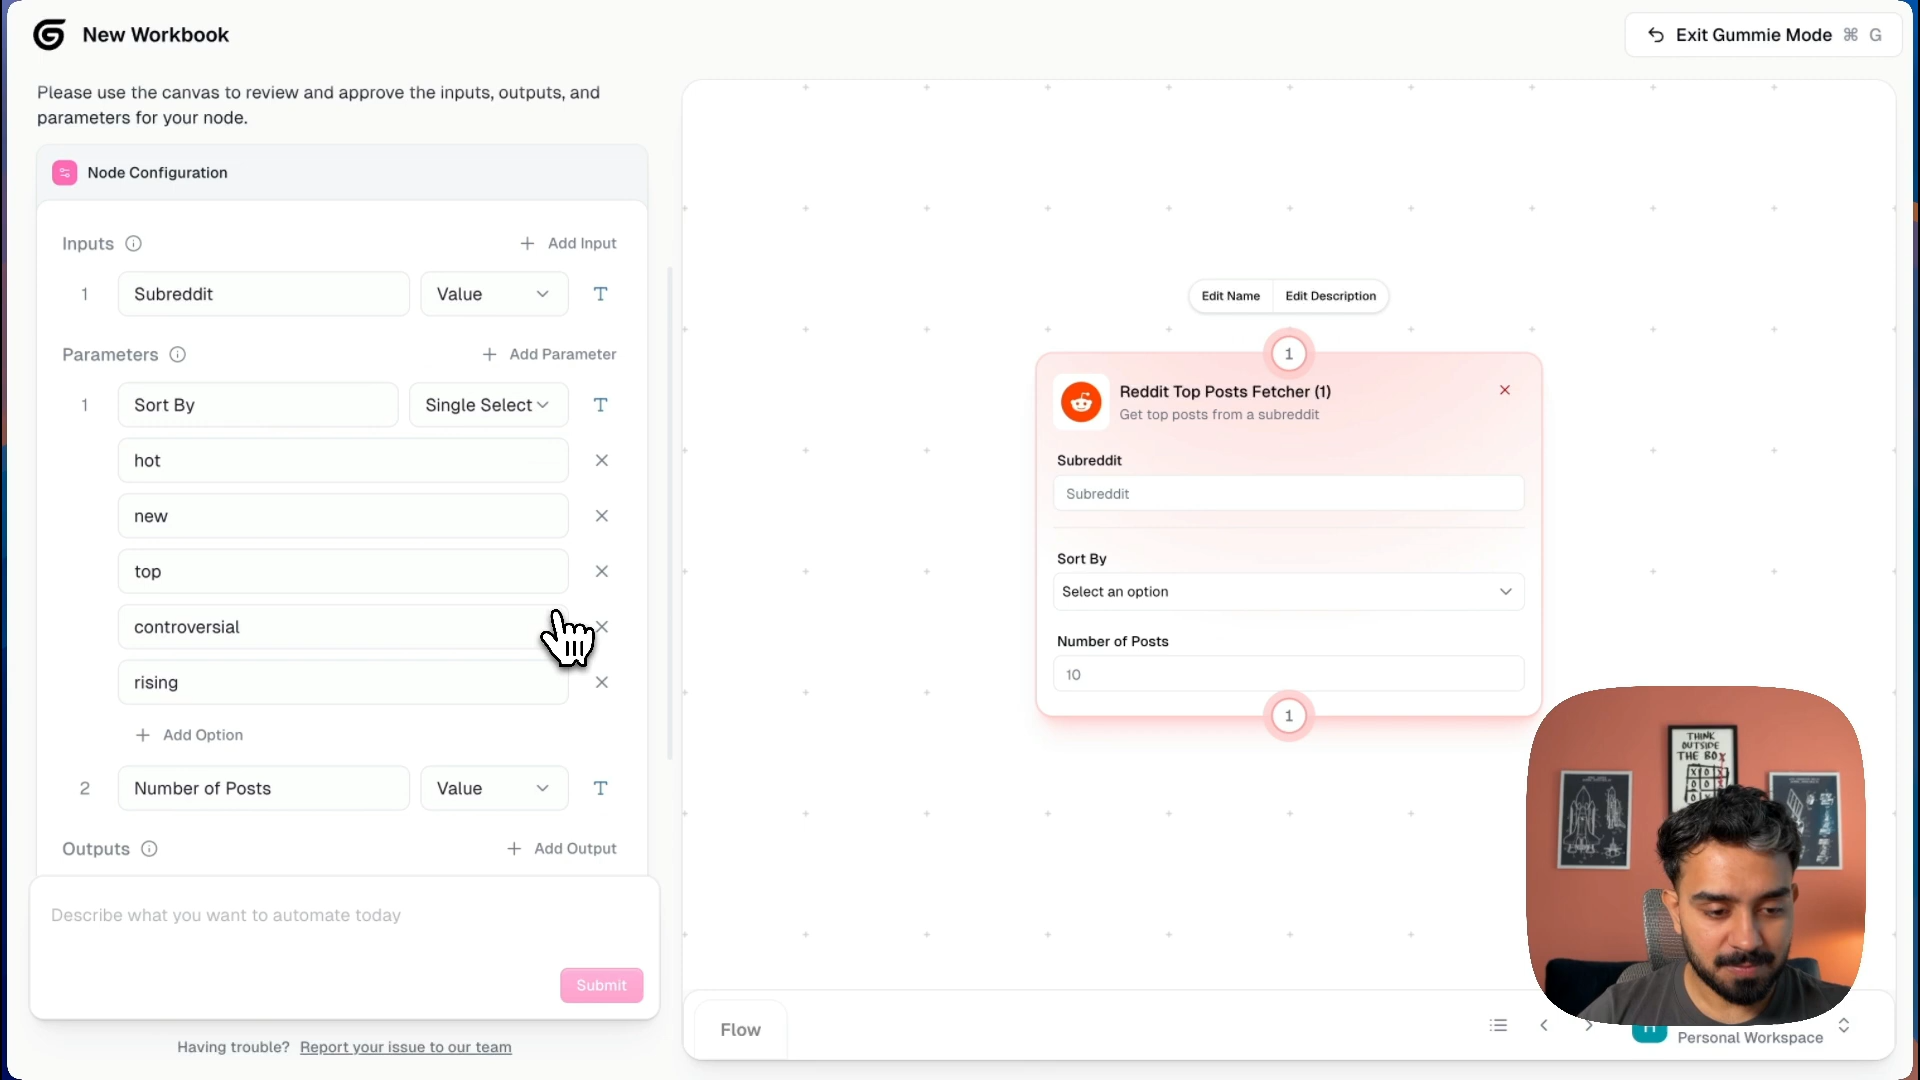 New Workbook
Exit Gummie Mode ⌘ G
Please use the canvas to review and approve the inputs, outputs, and
parameters for your node.
Node Configuration
Inputs
+ Add Input
1 Subreddit Value T
Parameters
+ Add Parameter
1 Sort By Single Select T
hot
new
top
controversial
rising
+ Add Option
2 Number of Posts Value T
Outputs
+ Add Output
Describe what you want to automate today
Submit
Having trouble? Report your issue to our team
Edit Name Edit Description
1
Reddit Top Posts Fetcher (1)
Get top posts from a subreddit
Subreddit
Subreddit
Sort By
Select an option
Number of Posts
10
1
THINK
OUTSIDE
THE BOX
Flow
Personal Workspace